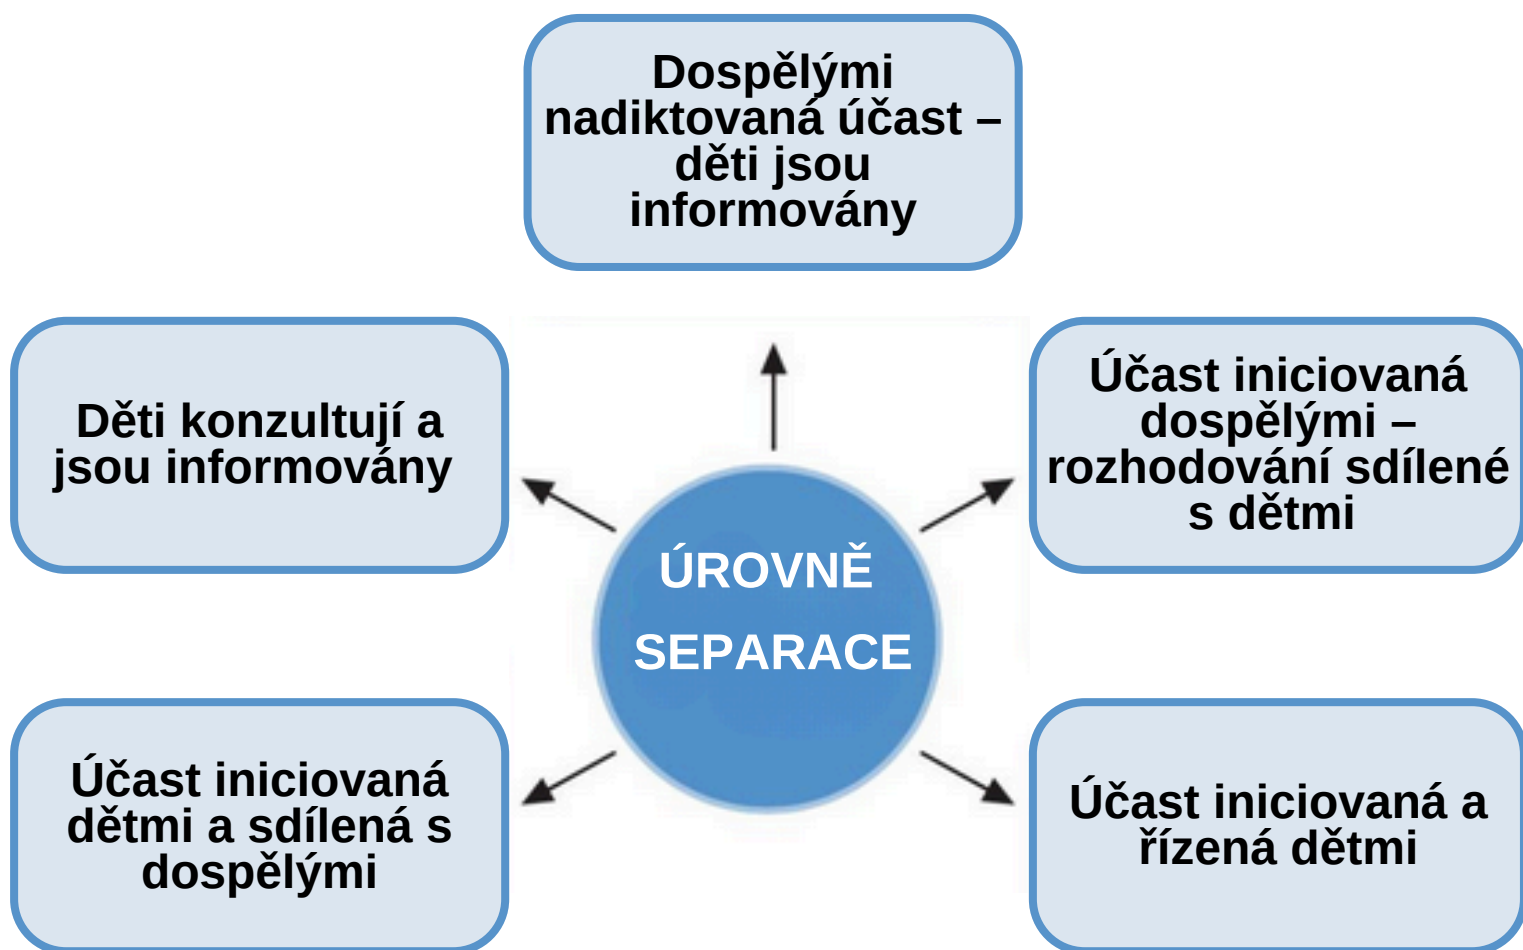 Dospělými
nadiktovaná účast –
děti jsou
informovány
Děti konzultují a
jsou informovány
Účast iniciovaná
dospělými –
rozhodování sdílené
s dětmi
ÚROVNĚ
SEPARACE
Účast iniciovaná
dětmi a sdílená s
dospělými
Účast iniciovaná a
řízená dětmi